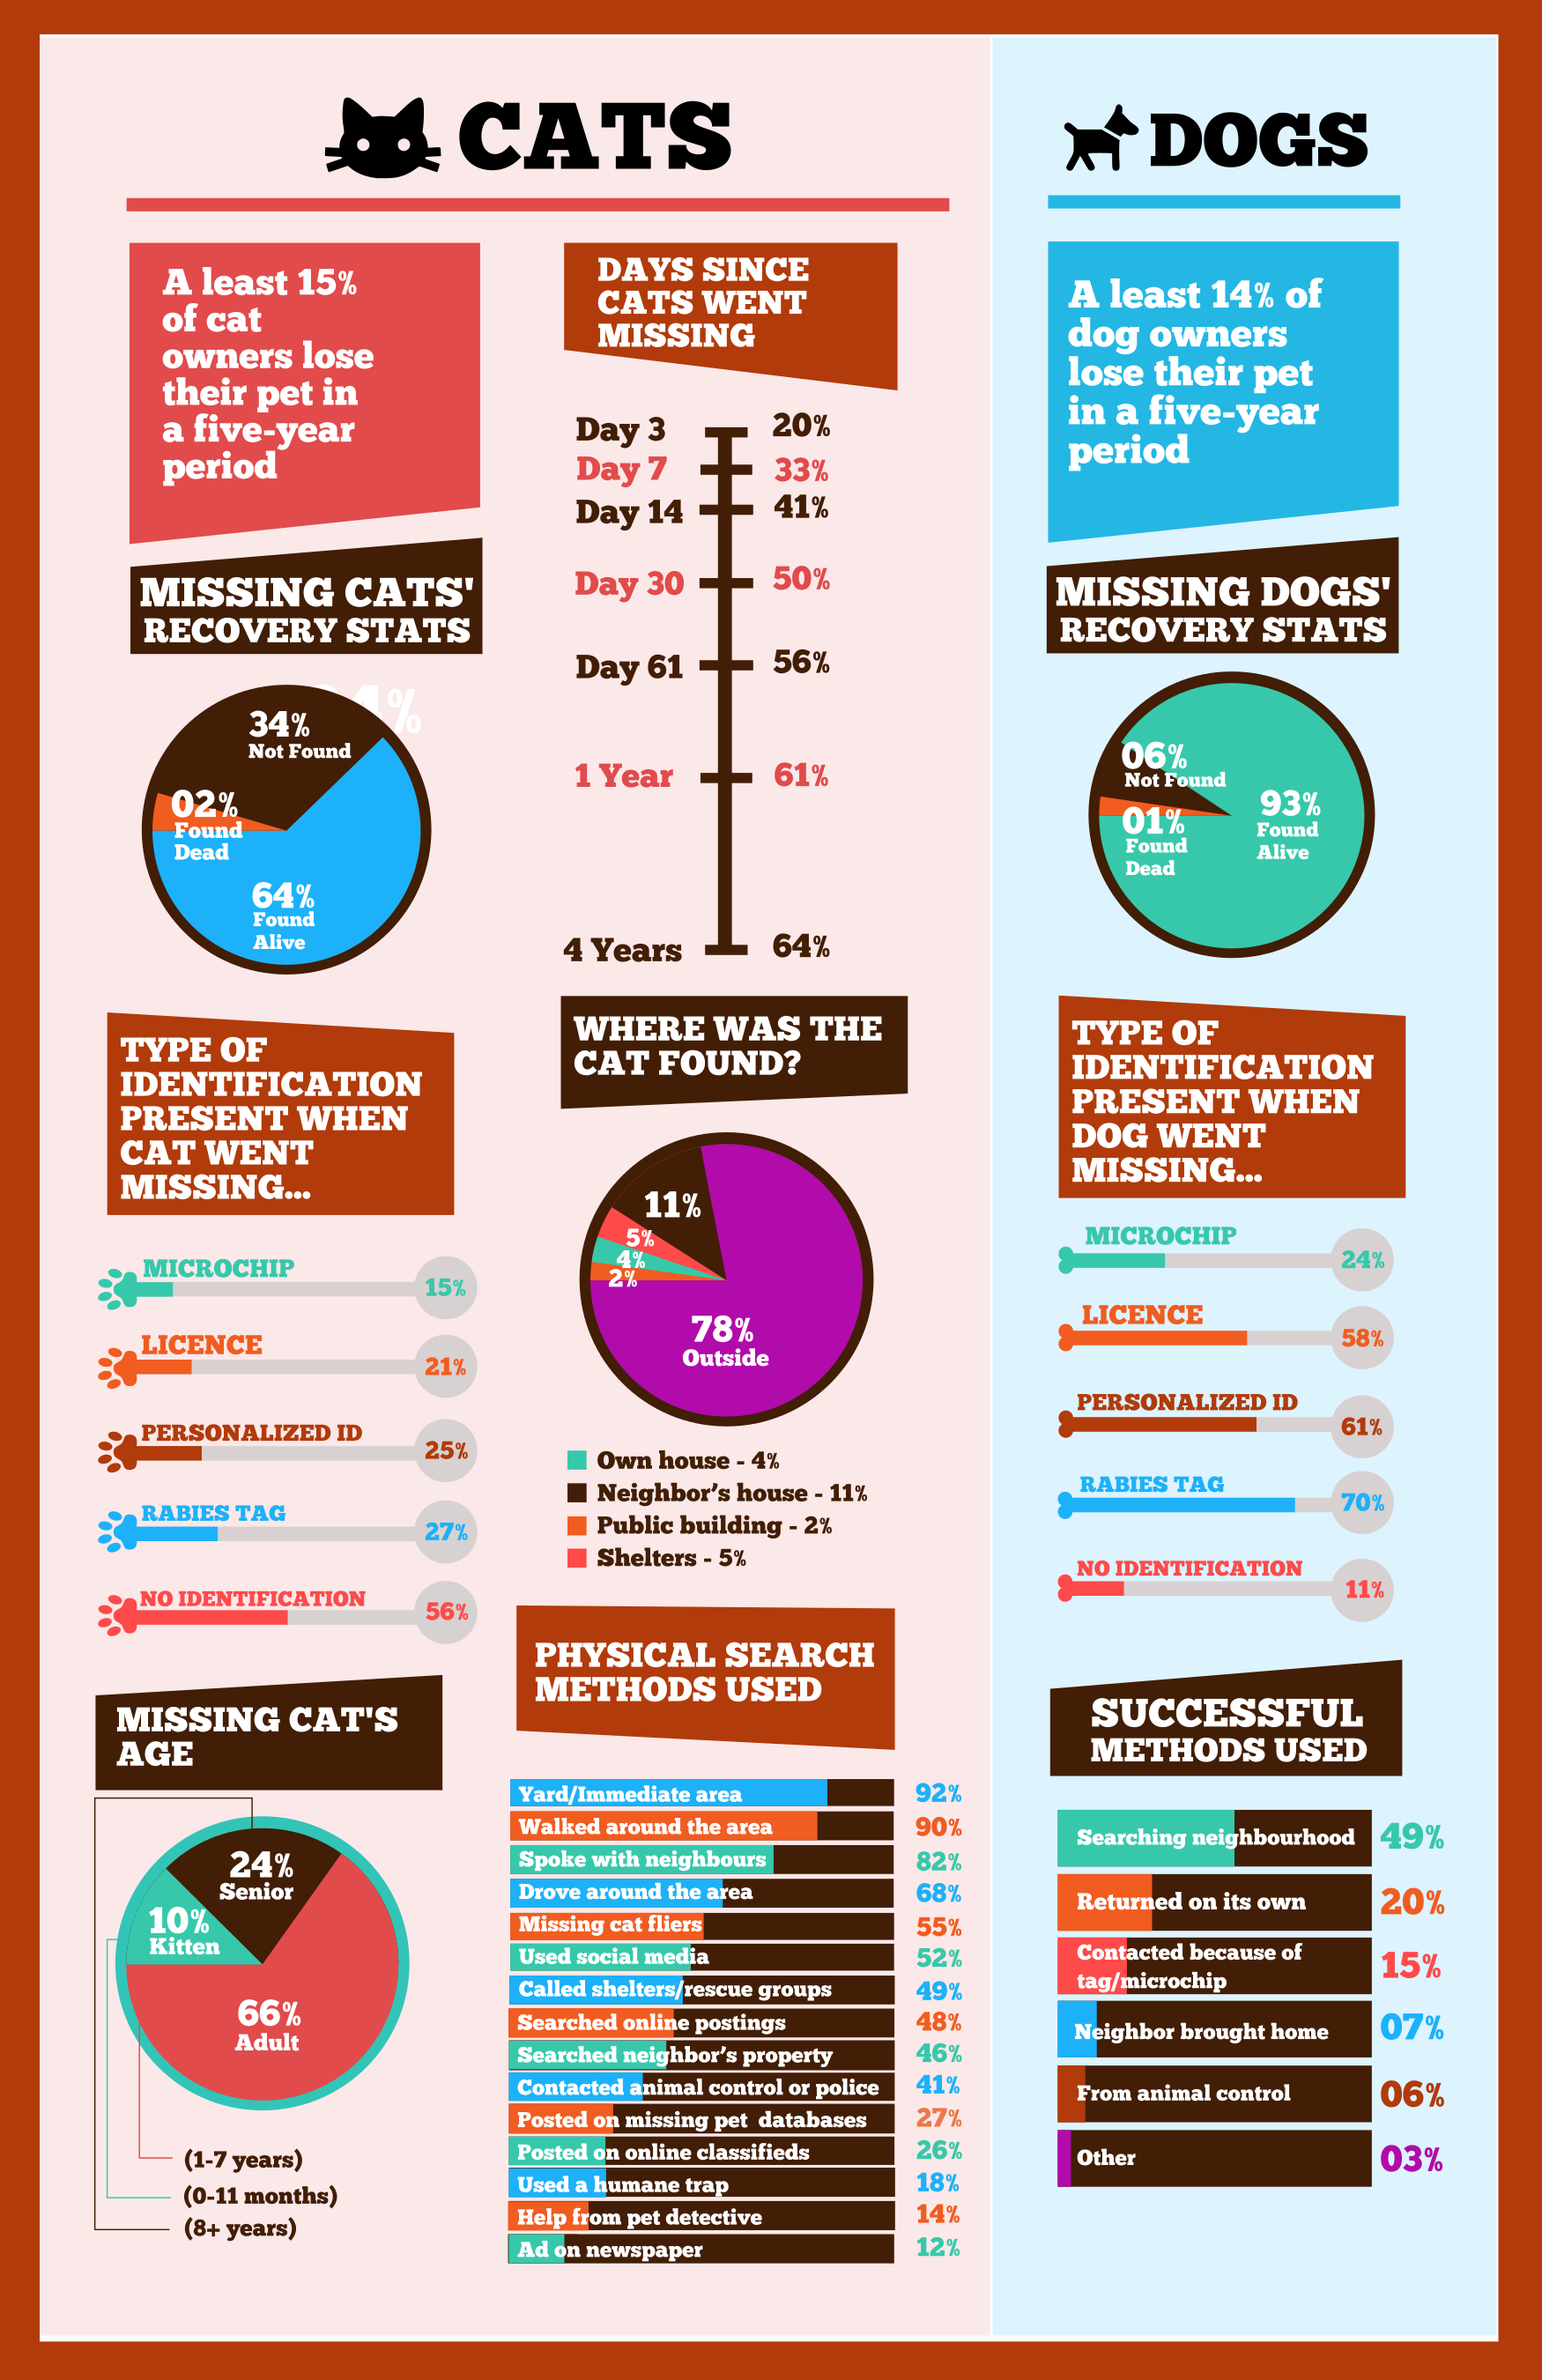 CATS
A least 15%
of cat
owners lose
their pet in
a five-year
period
MISSING CATS'
RECOVERY STATS
4%
34%
Not Found
02%
Found
Dead
64%
Found
Alive
TYPE OF
IDENTIFICATION
PRESENT WHEN
CAT WENT
MISSING...
MICROCHIP
15%
LICENCE
21%
PERSONALIZED ID
25%
RABIES TAG
27%
NO IDENTIFICATION
56%
MISSING CAT'S
AGE
24%
Senior
10%
Kitten
66%
Adult
(1-7 years)
(0-11 months)
(8+ years)
DAYS SINCE
CATS WENT
MISSING
Day 3 20%
Day 7 33%
Day 14 41%
Day 30 50%
Day 61 56%
1 Year 61%
4 Years 64%
WHERE WAS THE
CAT FOUND?
11%
5%
4%
2%
78%
Outside
Own house - 4%
Neighbor's house - 11%
Public building - 2%
Shelters - 5%
PHYSICAL SEARCH
METHODS USED
Yard/Immediate area 92%
Walked around the area 90%
Spoke with neighbours 82%
Drove around the area 68%
Missing cat fliers 55%
Used social media 52%
Called shelters/rescue groups 49%
Searched online postings 48%
Searched neighbor's property 46%
Contacted animal control or police 41%
Posted on missing pet databases 27%
Posted on online classifieds 26%
Used a humane trap 18%
Help from pet detective 14%
Ad on newspaper 12%
DOGS
A least 14% of
dog owners
lose their pet
in a five-year
period
MISSING DOGS'
RECOVERY STATS
06%
Not Found
93%
Found
Alive
01%
Found
Dead
TYPE OF
IDENTIFICATION
PRESENT WHEN
DOG WENT
MISSING...
MICROCHIP
24%
LICENCE
58%
PERSONALIZED ID
61%
RABIES TAG
70%
NO IDENTIFICATION
11%
SUCCESSFUL
METHODS USED
Searching neighbourhood 49%
Returned on its own 20%
Contacted because of
tag/microchip 15%
Neighbor brought home 07%
From animal control 06%
Other 03%